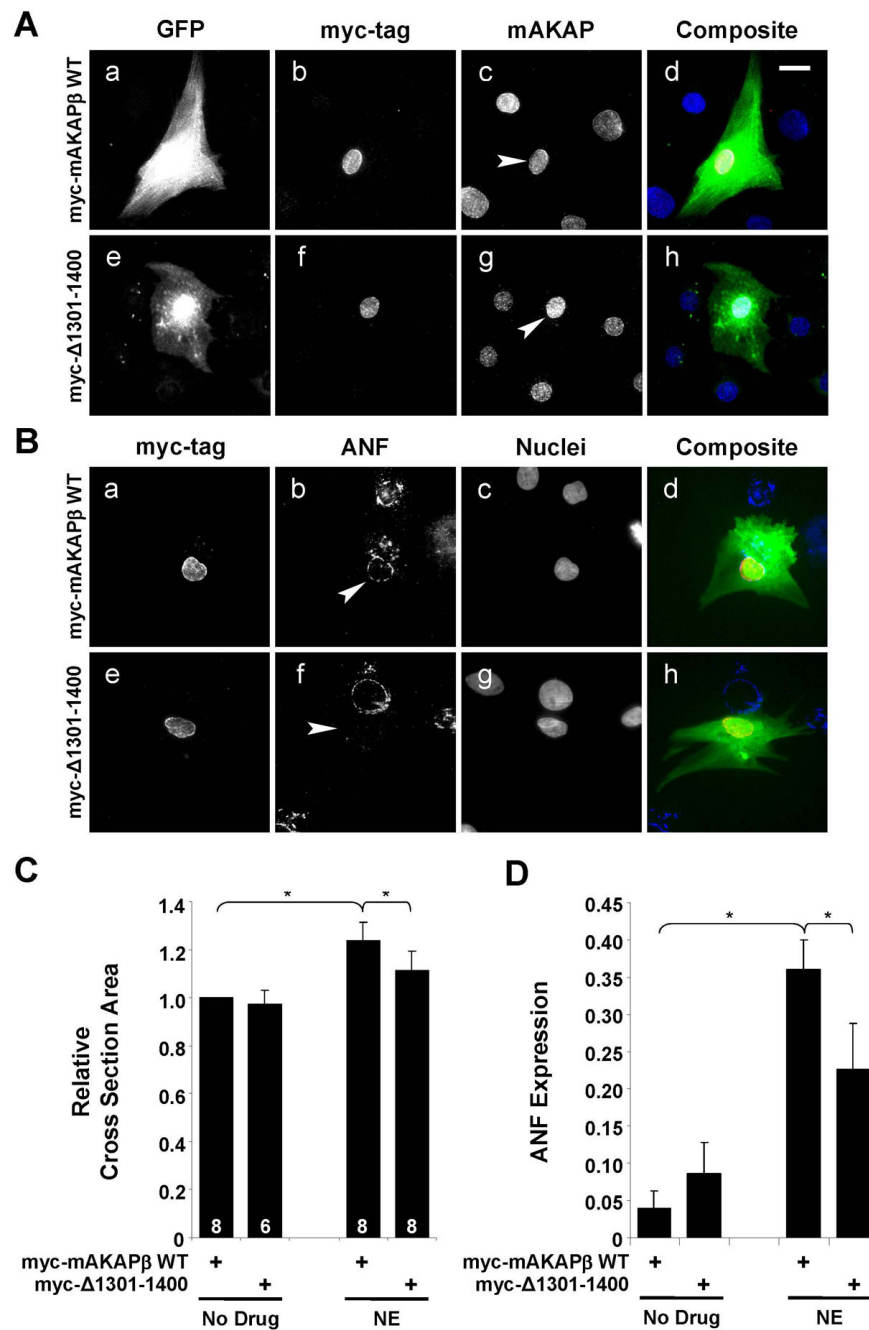 A
GFP myc-tag mAKAP Composite
myc-mAKAPβ WT
a b c d
myc-Δ1301-1400
e f g h
B
myc-tag ANF Nuclei Composite
myc-mAKAPβ WT
a b c d
myc-Δ1301-1400
e f g h
C
Relative
Cross Section Area
1.4
1.2
1.0
0.8
0.6
0.4
0.2
0
* *
8 6 8 8
myc-mAKAPβ WT + +
myc-Δ1301-1400 + +
No Drug NE
D
ANF Expression
0.45
0.40
0.35
0.30
0.25
0.20
0.15
0.10
0.05
0
* *
myc-mAKAPβ WT + +
myc-Δ1301-1400 + +
No Drug NE